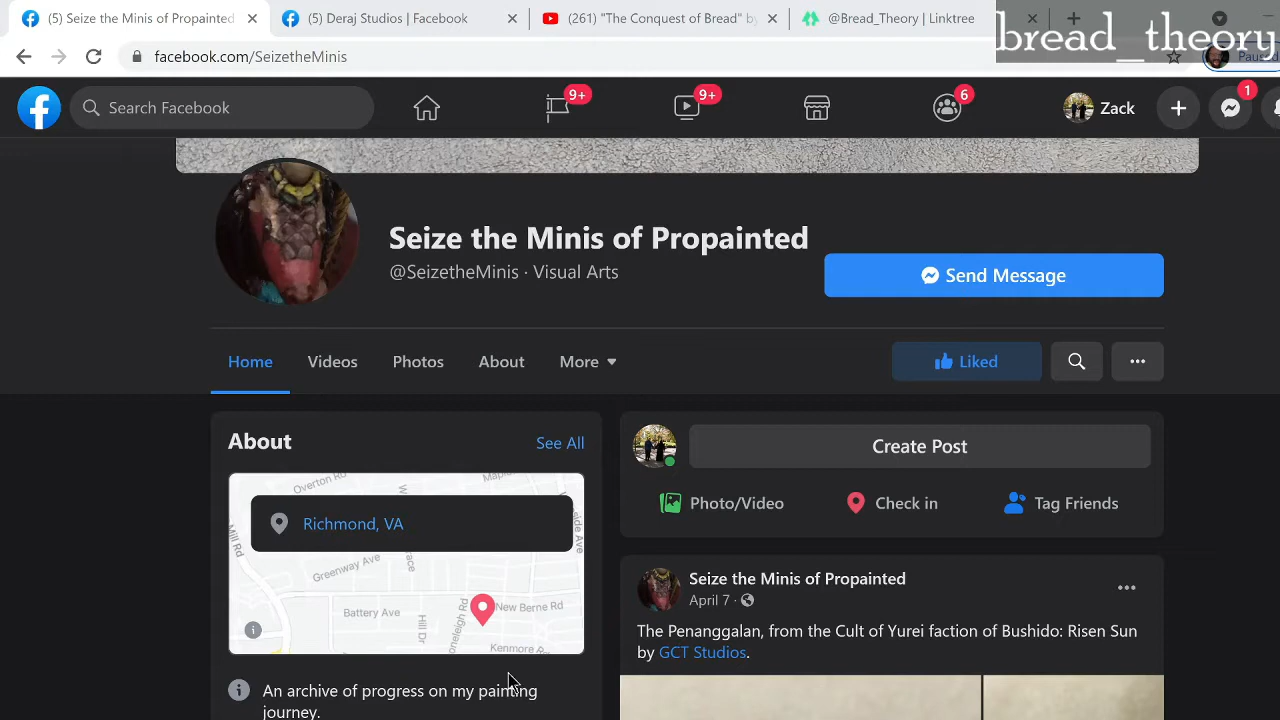 (5) Seize the Minis of Propainted
(5) Deraj Studios | Facebook
(261) "The Conquest of Bread" by
@Bread_Theory | Linktree
bread_theory
facebook.com/SeizetheMinis
Paused
Search Facebook
9+
9+
6
Zack
1
Seize the Minis of Propainted
@SeizetheMinis · Visual Arts
Send Message
Home
Videos
Photos
About
More
Liked
About
See All
Create Post
Overton Rd
Richmond, VA
Photo/Video
Check in
Tag Friends
Mill Rd
Greenway Ave
Battery Ave
Hill Dr
New Berne Rd
Kenmore
Seize the Minis of Propainted
April 7
The Penanggalan, from the Cult of Yurei faction of Bushido: Risen Sun
by GCT Studios.
An archive of progress on my painting
journey.